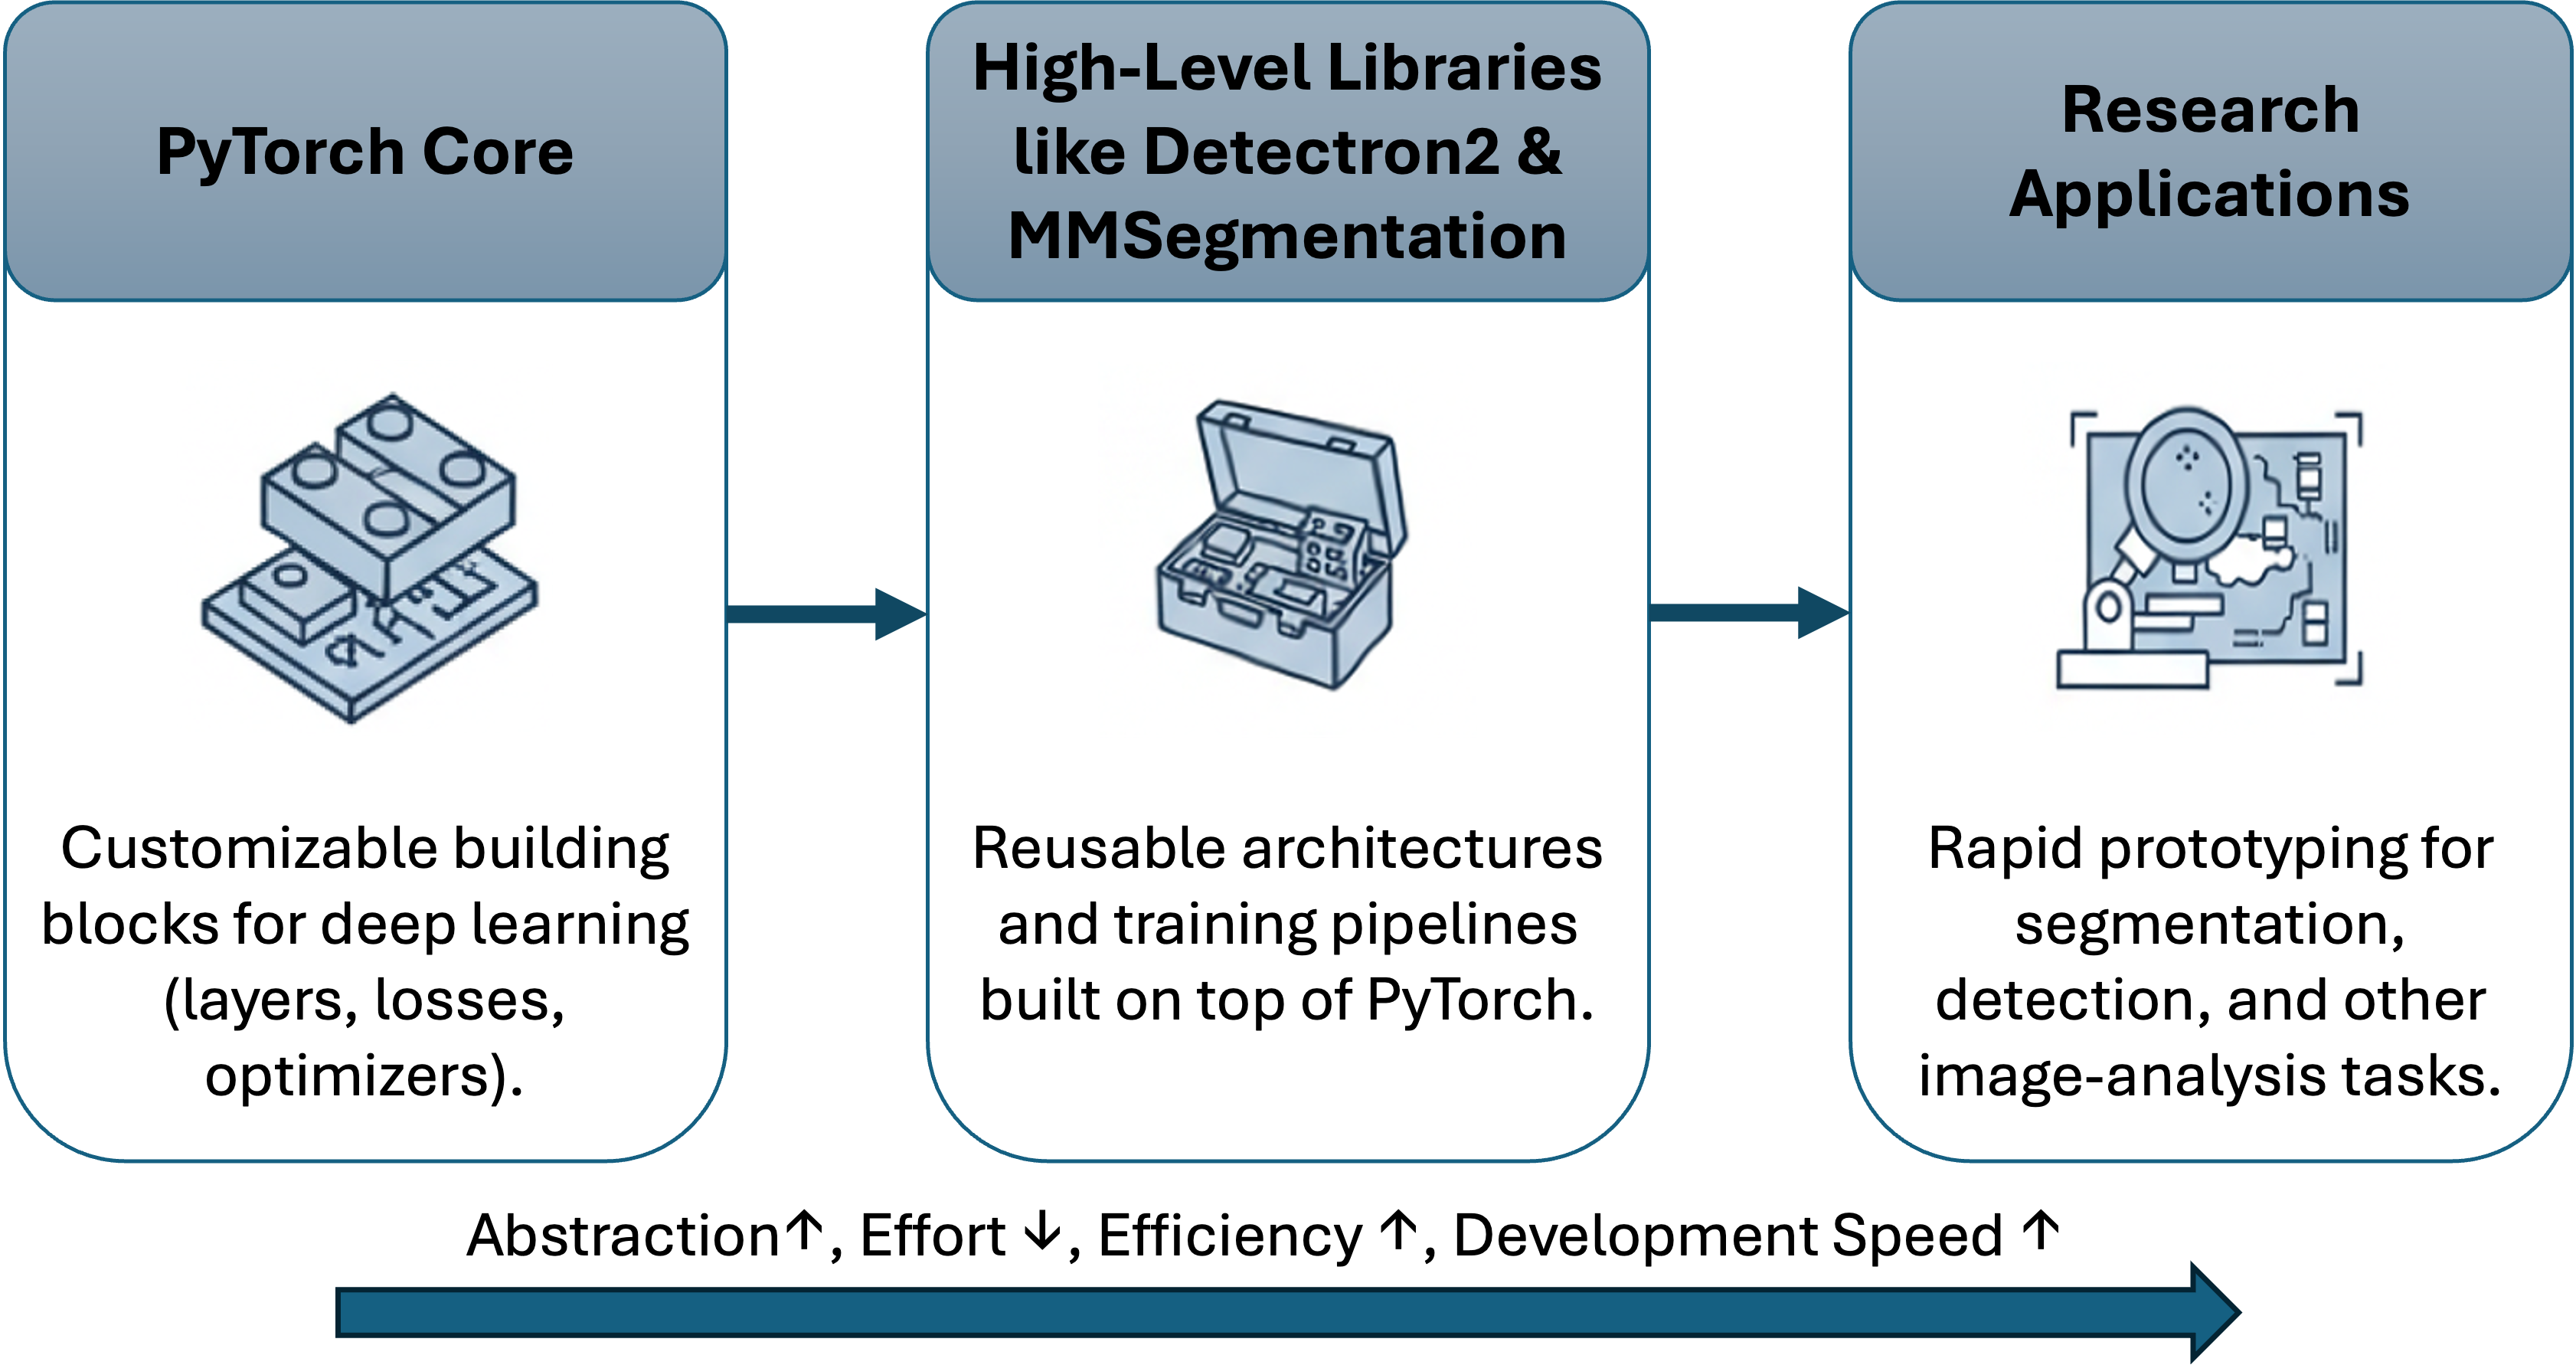 PyTorch Core
Customizable building
blocks for deep learning
(layers, losses,
optimizers).
High-Level Libraries
like Detectron2 &
MMSegmentation
Reusable architectures
and training pipelines
built on top of PyTorch.
Research
Applications
Rapid prototyping for
segmentation,
detection, and other
image-analysis tasks.
Abstraction↑, Effort ↓, Efficiency ↑, Development Speed ↑